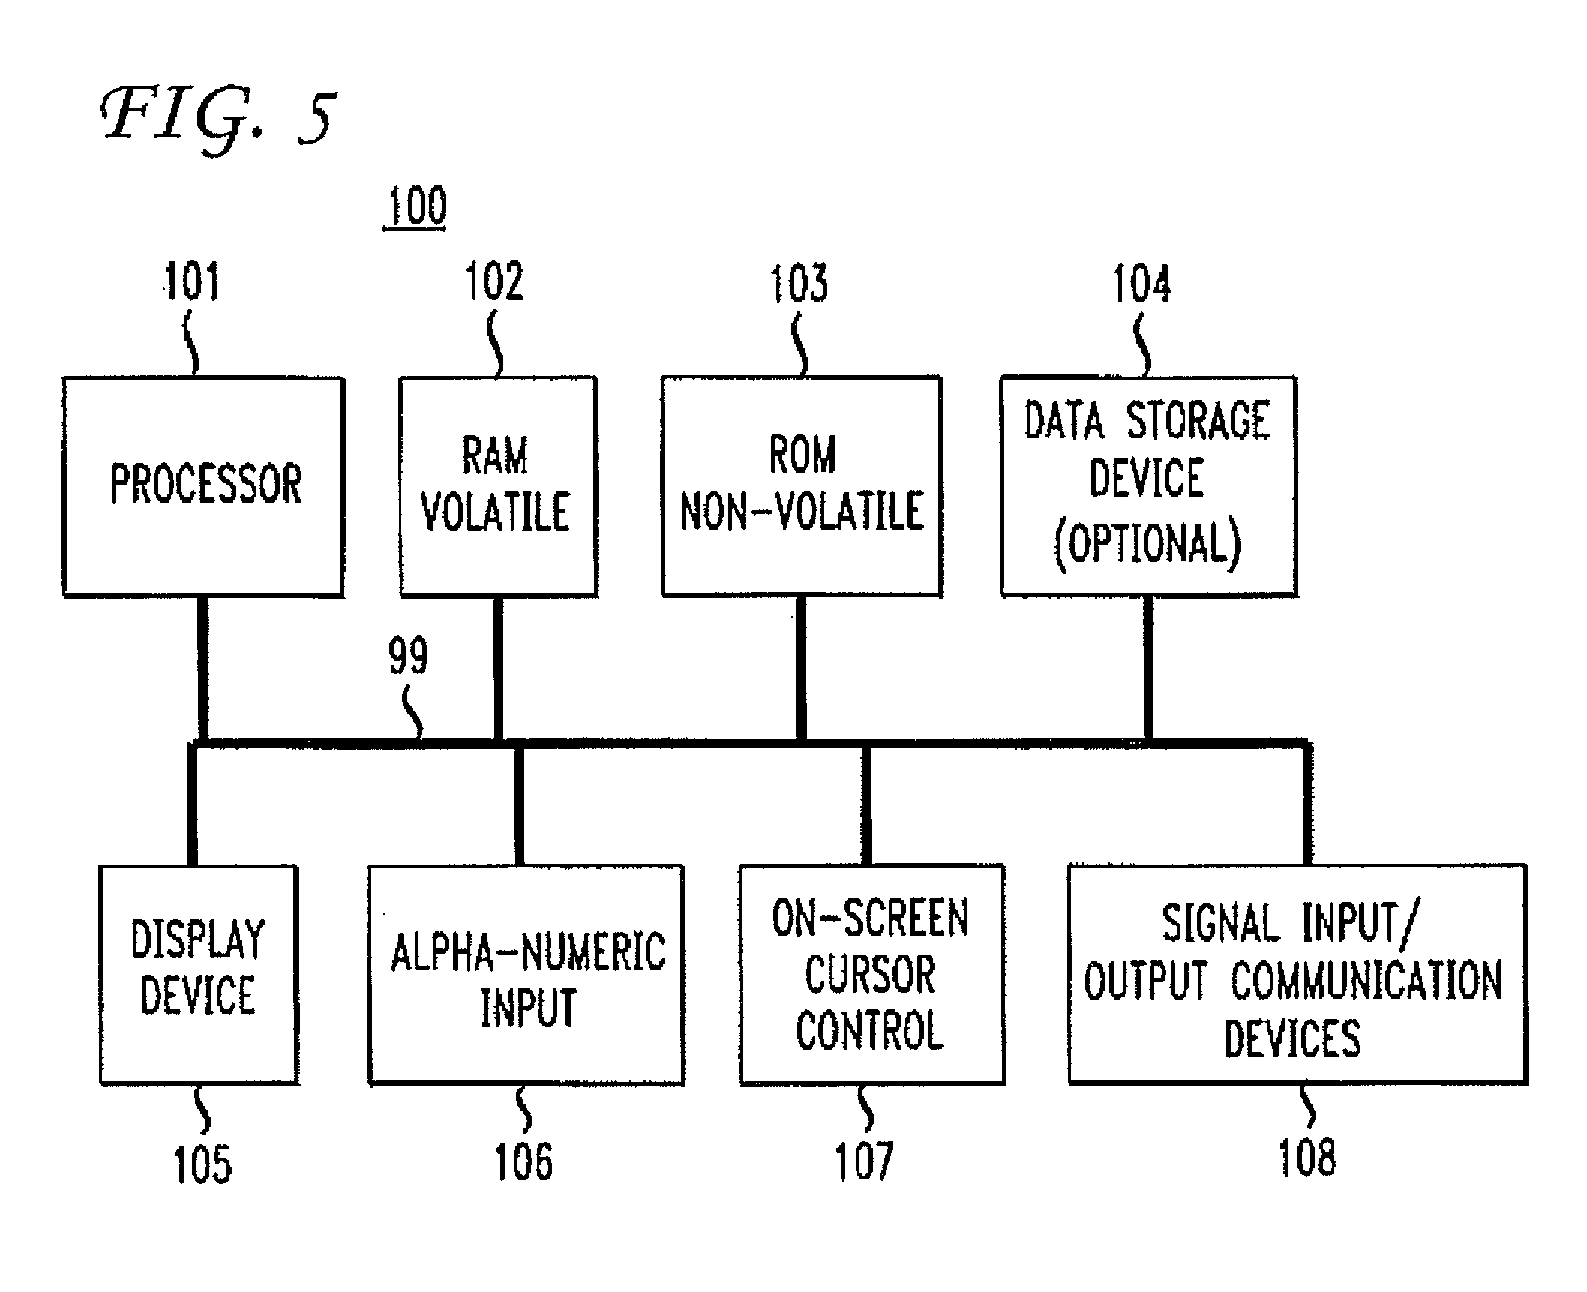 FIG. 5
100
101
102
103
104
PROCESSOR
RAM
VOLATILE
ROM
NON-VOLATILE
DATA STORAGE
DEVICE
(OPTIONAL)
99
DISPLAY
DEVICE
ALPHA-NUMERIC
INPUT
ON-SCREEN
CURSOR
CONTROL
SIGNAL INPUT/
OUTPUT COMMUNICATION
DEVICES
105
106
107
108